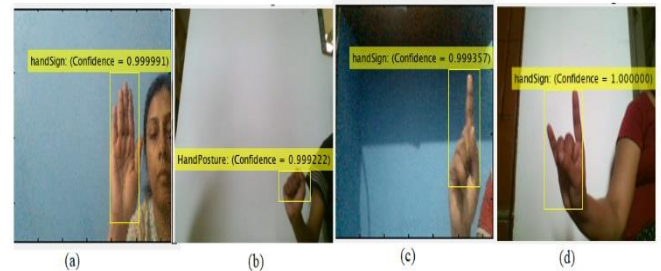 handSign: (Confidence = 0.999991)
HandPosture: (Confidence = 0.999222)
handSign: (Confidence = 0.999357)
handSign: (Confidence = 1.000000)
(a)
(b)
(c)
(d)